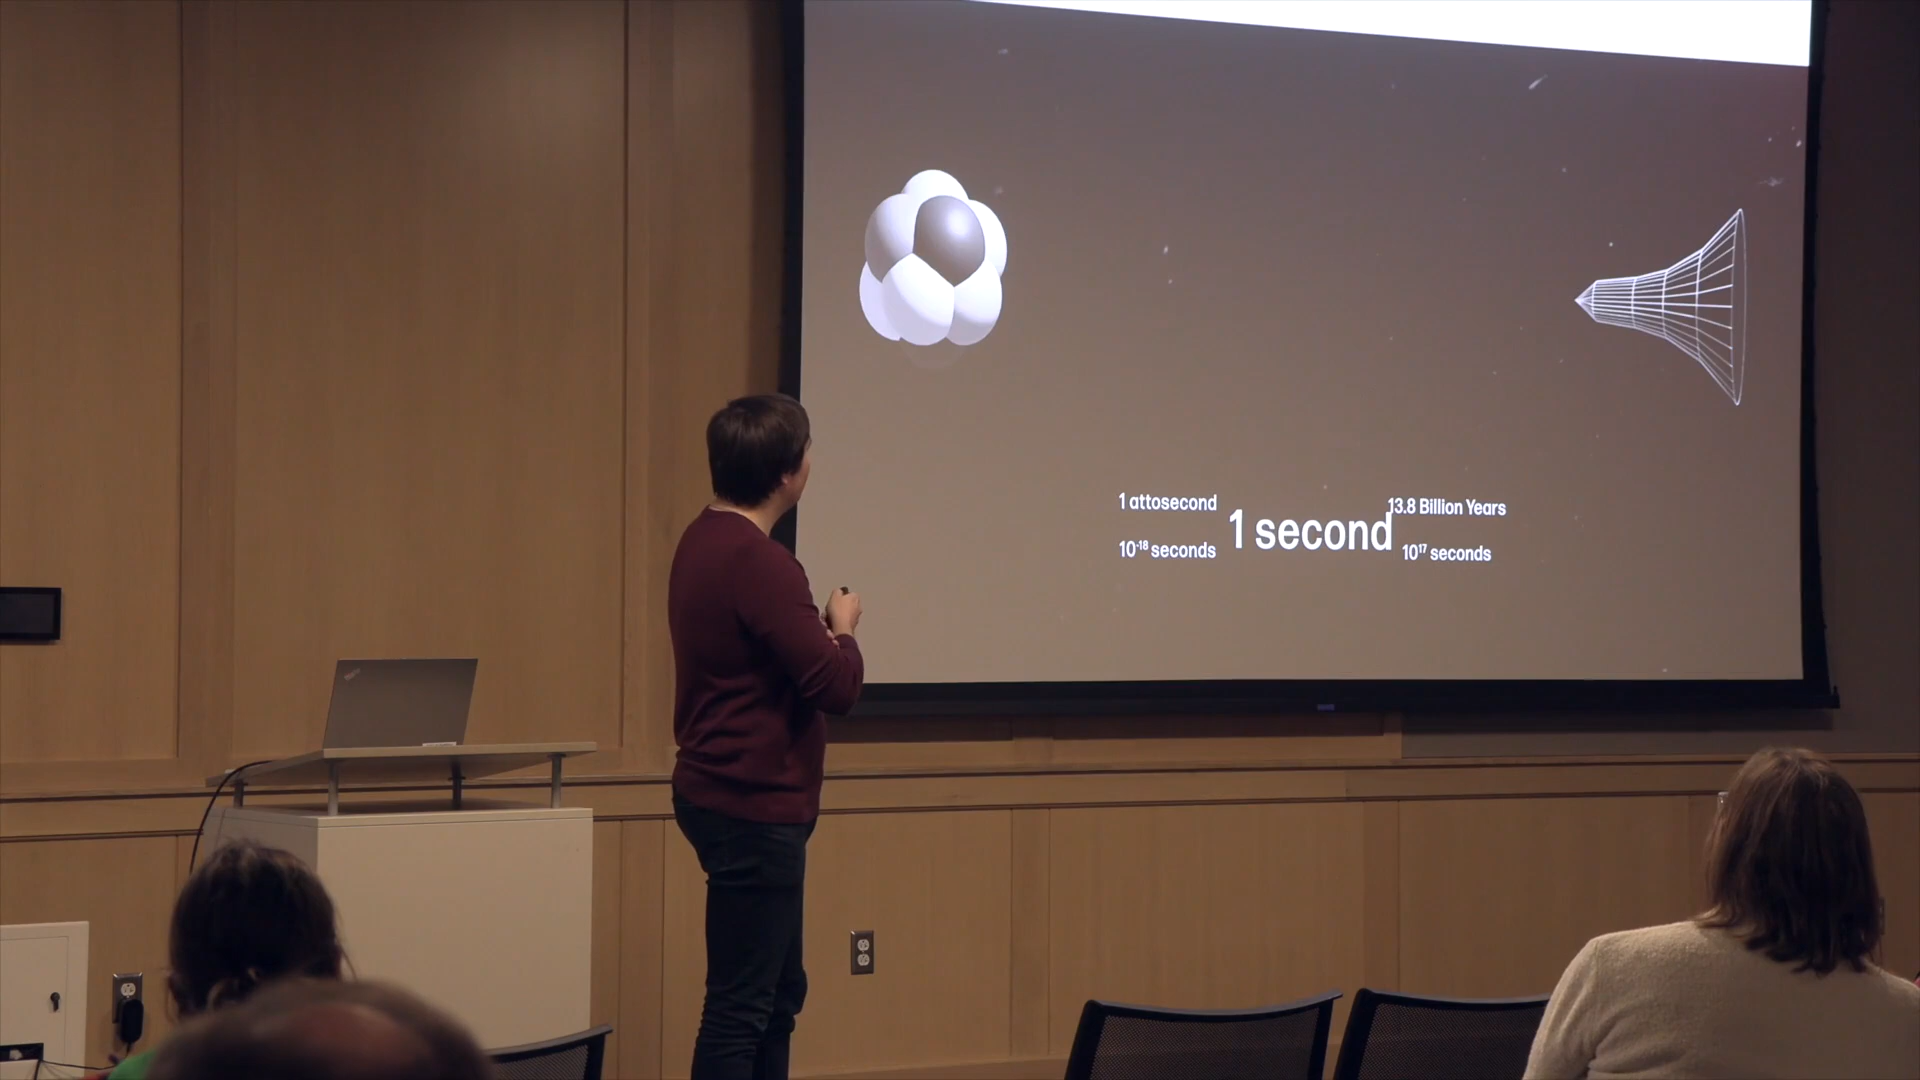 1 attosecond
10⁻¹⁸ seconds
1 second
13.8 Billion Years
10¹⁷ seconds